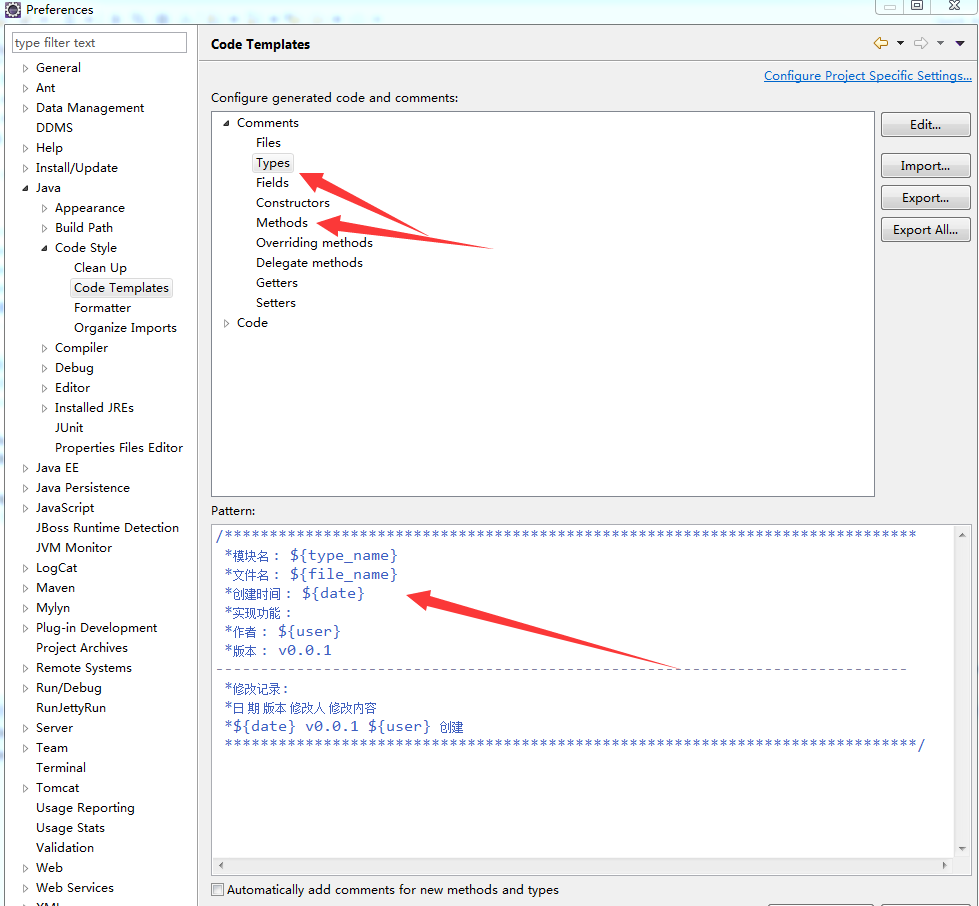 Preferences
type filter text
General
Ant
Data Management
DDMS
Help
Install/Update
Java
Appearance
Build Path
Code Style
Clean Up
Code Templates
Formatter
Organize Imports
Compiler
Debug
Editor
Installed JREs
JUnit
Properties Files Editor
Java EE
Java Persistence
JavaScript
JBoss Runtime Detection
JVM Monitor
LogCat
Maven
Mylyn
Plug-in Development
Project Archives
Remote Systems
Run/Debug
RunJettyRun
Server
Team
Terminal
Tomcat
Usage Reporting
Usage Stats
Validation
Web
Web Services
XML
Code Templates
Configure Project Specific Settings...
Configure generated code and comments:
Comments
Files
Types
Fields
Constructors
Methods
Overriding methods
Delegate methods
Getters
Setters
Code
Edit...
Import...
Export...
Export All...
Pattern:
/*****************************************************************************
*模块名： ${type_name}
*文件名： ${file_name}
*创建时间： ${date}
*实现功能：
*作者： ${user}
*版本： v0.0.1
-----------------------------------------------------------------------------
*修改记录：
*日 期 版本 修改人 修改内容
*${date} v0.0.1 ${user} 创建
*****************************************************************************/
Automatically add comments for new methods and types